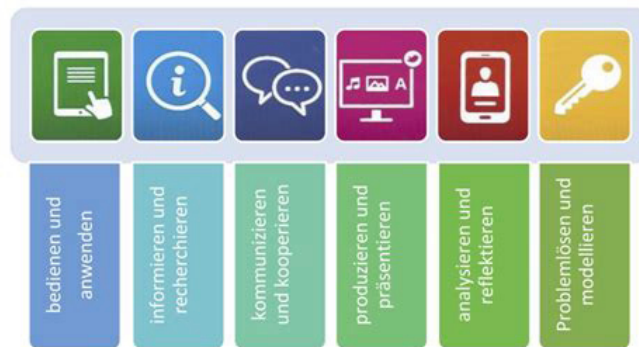 i
A
bedienen und
anwenden
informieren und
recherchieren
kommunizieren
und kooperieren
produzieren und
präsentieren
analysieren und
reflektieren
Problemlösen und
modellieren